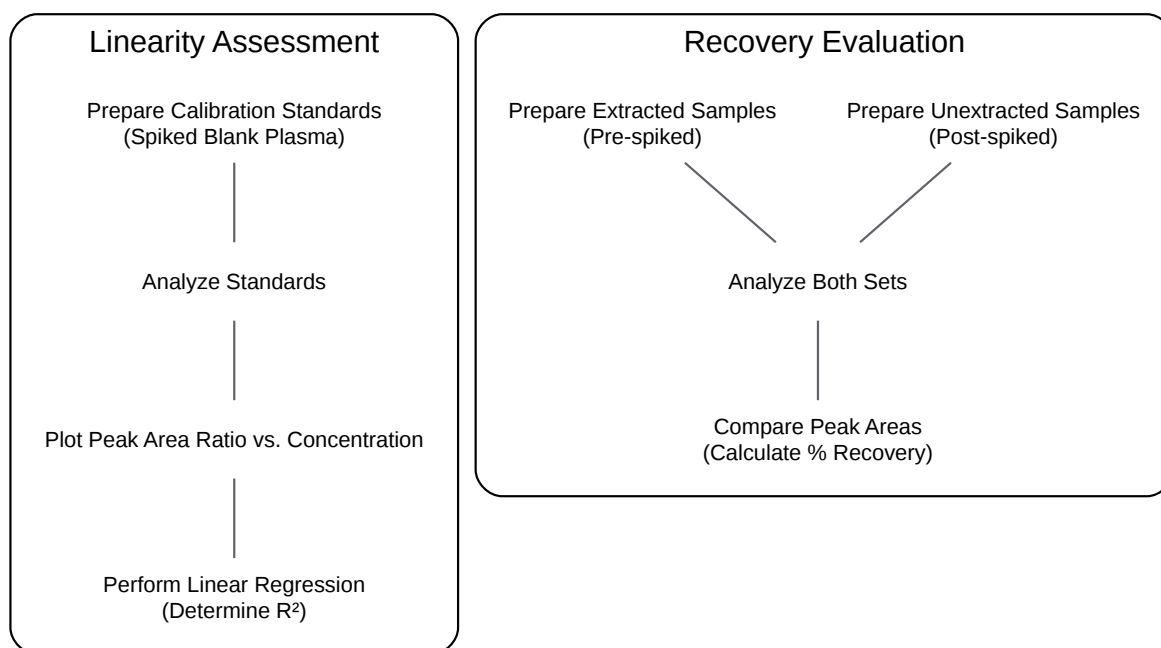 Linearity Assessment
Prepare Calibration Standards
(Spiked Blank Plasma)
Analyze Standards
Plot Peak Area Ratio vs. Concentration
Perform Linear Regression
(Determine R²)
Recovery Evaluation
Prepare Extracted Samples
(Pre-spiked)
Prepare Unextracted Samples
(Post-spiked)
Analyze Both Sets
Compare Peak Areas
(Calculate % Recovery)